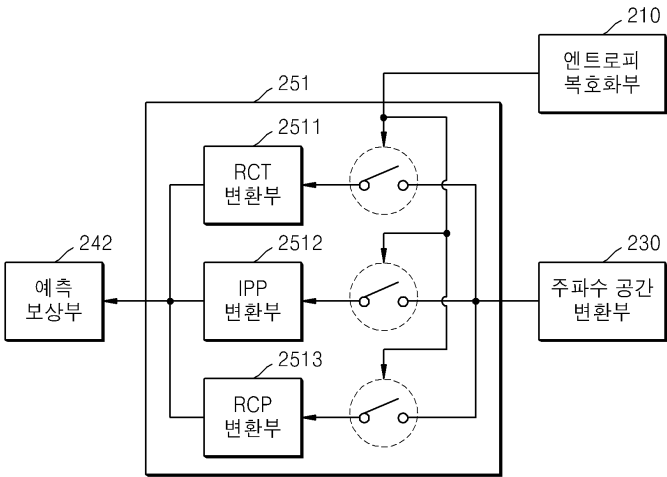 210
엔트로피
복호화부
251
2511
RCT
변환부
242
예측
보상부
2512
IPP
변환부
230
주파수 공간
변환부
2513
RCP
변환부